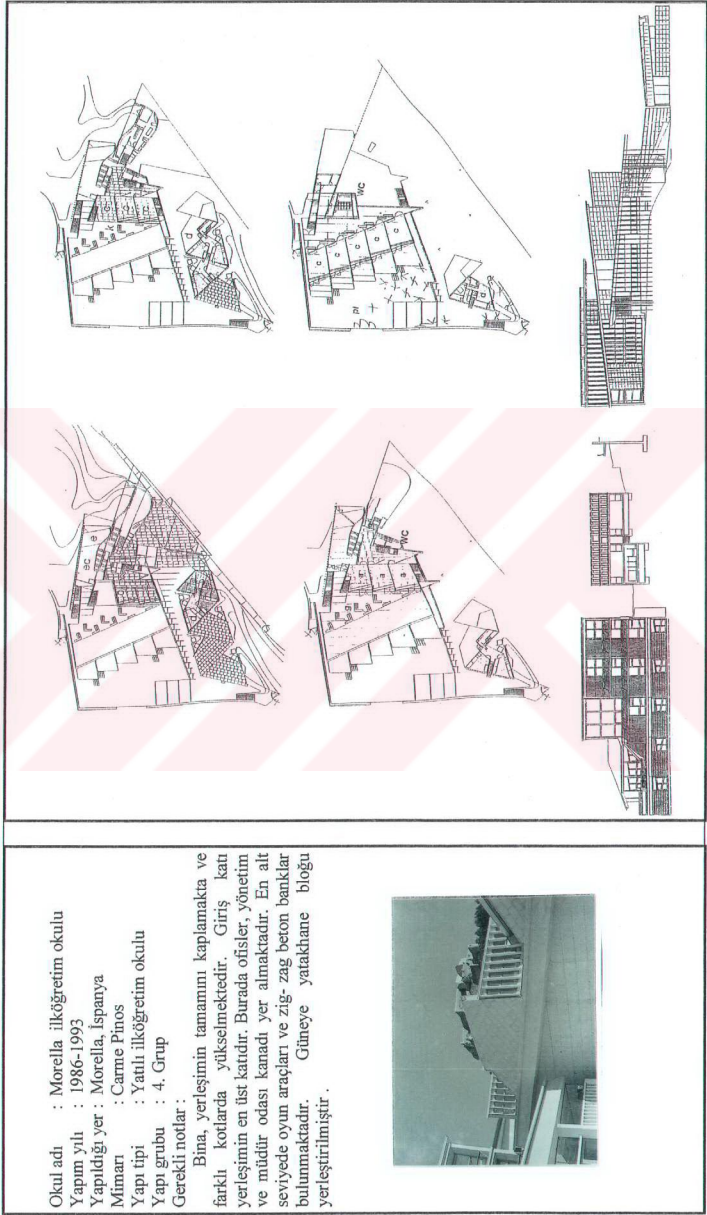 Okul adı : Morella ilköğretim okulu
Yapım yılı : 1986-1993
Yapıldığı yer : Morella, İspanya
Mimarı : Carme Pinos
Yapı tipi : Yatılı ilköğretim okulu
Yapı grubu : 4. Grup
Gerekli notlar :
Bina, yerleşimin tamamını kaplamakta ve
farklı kotlarda yükselmektedir. Giriş katı
yerleşimin en üst katıdır. Burada ofisler, yönetim
ve müdür odası kanadı yer almaktadır. En alt
seviyede oyun araçları ve zig- zag beton banklar
bulunmaktadır. Güneye yatakhane bloğu
yerleştirilmiştir .
ec e
g a a a
WC
k
d
WC
a a a a a
d